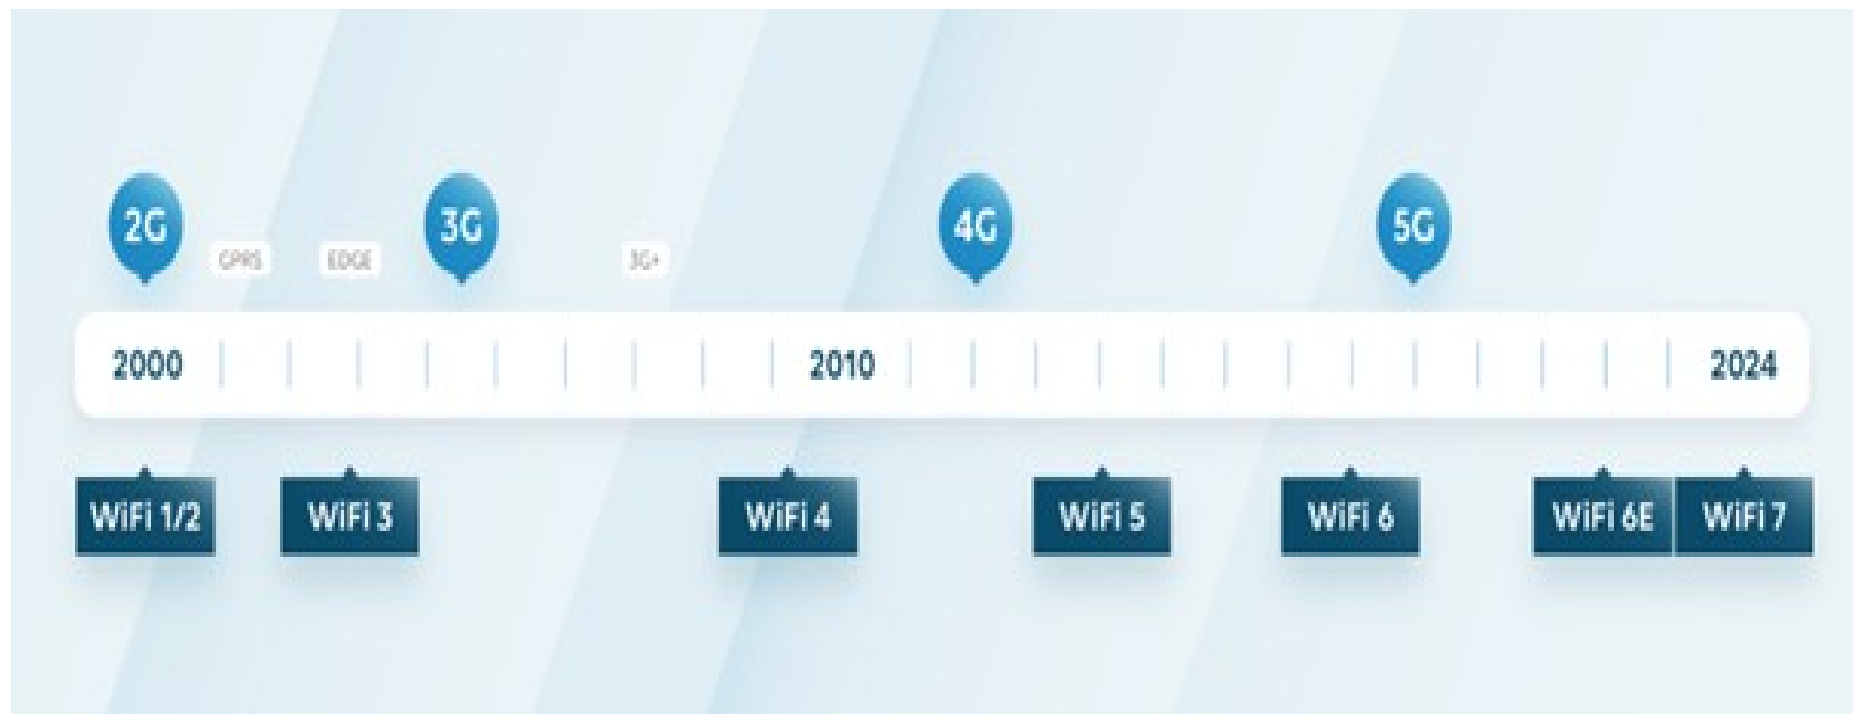 2G
GPRS
EDGE
3G
3G+
4G
5G
2000
2010
2024
WiFi 1/2
WiFi 3
WiFi 4
WiFi 5
WiFi 6
WiFi 6E
WiFi 7